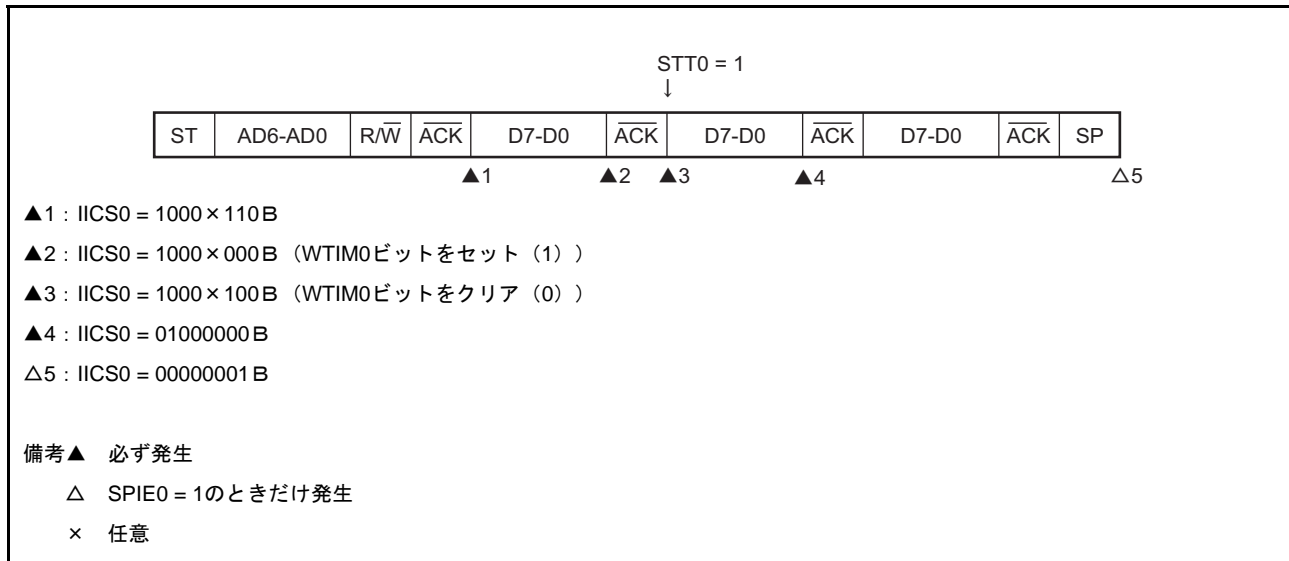 STT0 = 1
↓
ST AD6-AD0 R/W̅ A̅C̅K̅ D7-D0 A̅C̅K̅ D7-D0 A̅C̅K̅ D7-D0 A̅C̅K̅ SP
▲1 ▲2 ▲3 ▲4 △5
▲1 : IICS0 = 1000×110B
▲2 : IICS0 = 1000×000B（WTIM0ビットをセット（1））
▲3 : IICS0 = 1000×100B（WTIM0ビットをクリア（0））
▲4 : IICS0 = 01000000B
△5 : IICS0 = 00000001B
備考▲ 必ず発生
△ SPIE0 = 1のときだけ発生
× 任意